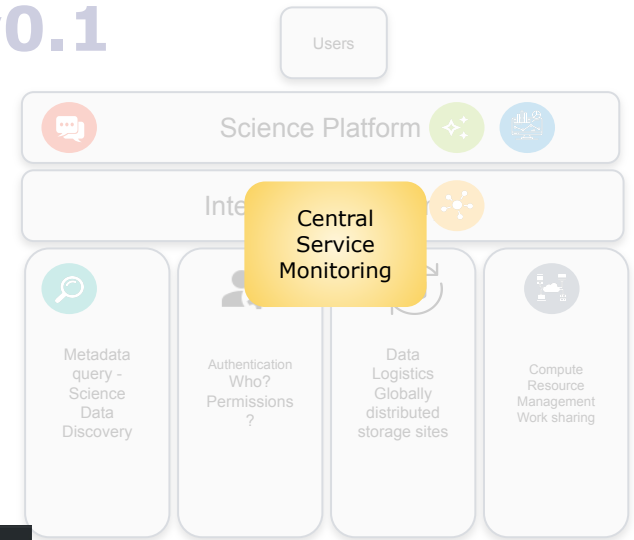 0.1
Users
Science Platform
Inte
Central
Service
Monitoring
Metadata
query -
Science
Data
Discovery
Authentication
Who?
Permissions
?
Data
Logistics
Globally
distributed
storage sites
Compute
Resource
Management
Work sharing